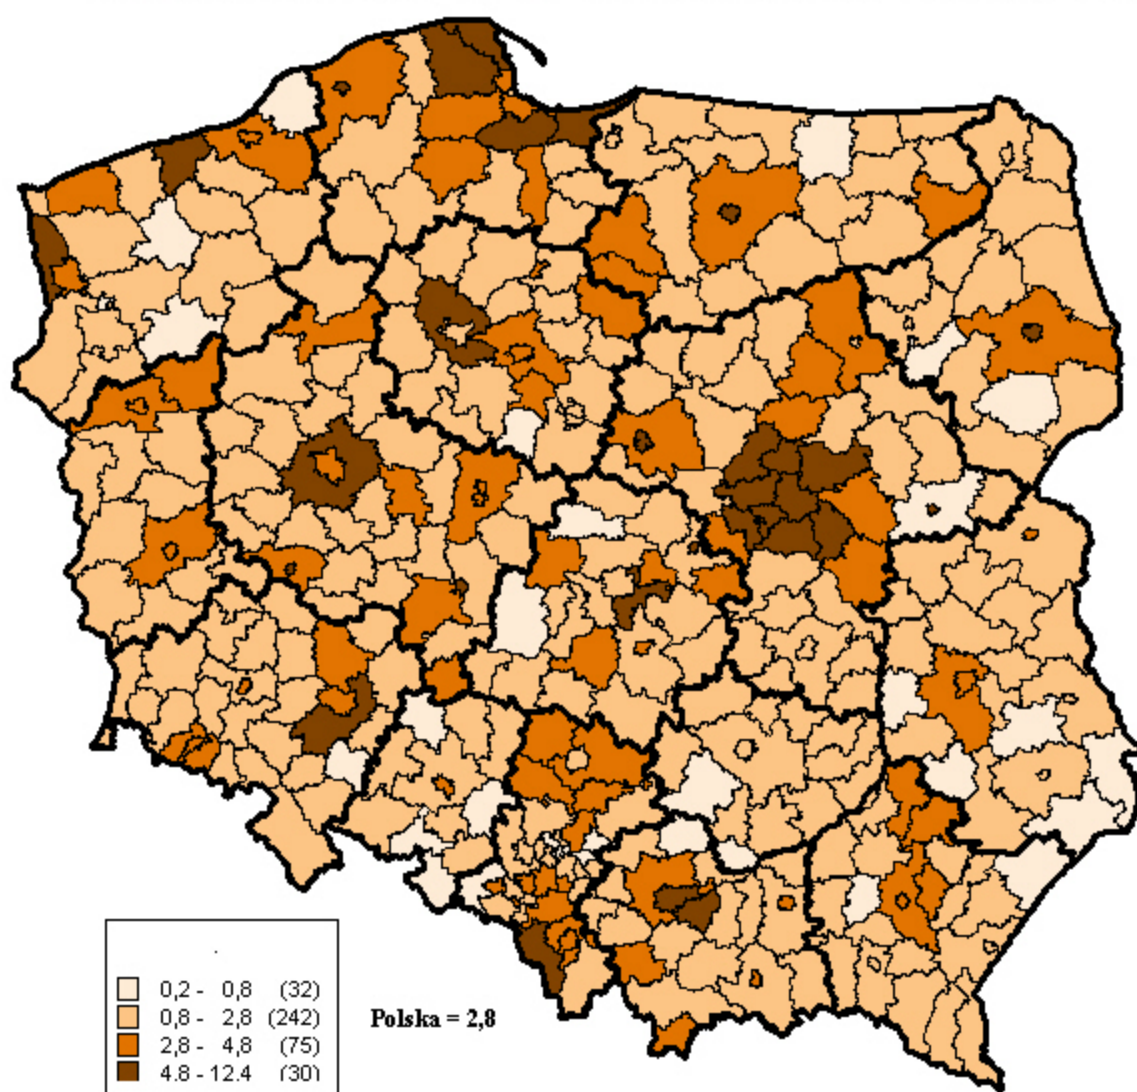 0,2 - 0,8 (32)
0,8 - 2,8 (242)
2,8 - 4,8 (75)
4,8 - 12,4 (30)
Polska = 2,8